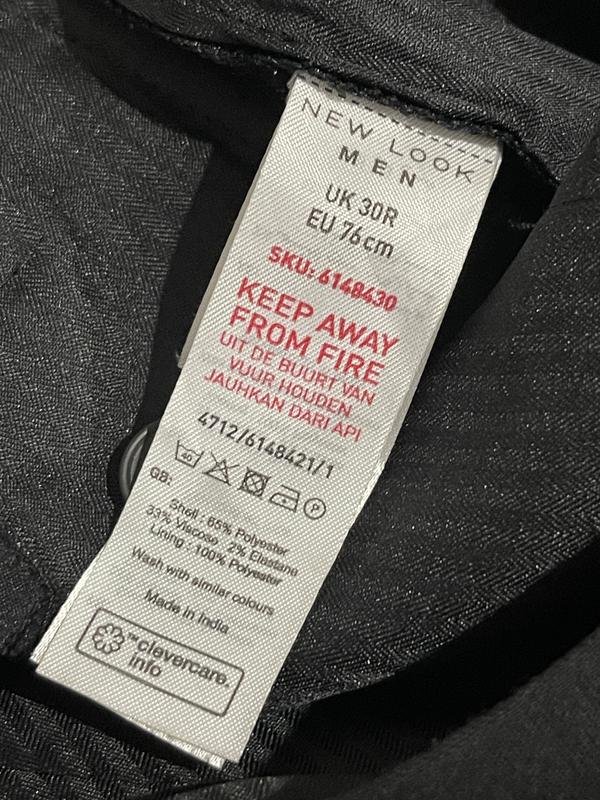 NEW LOOK
MEN
UK 30R
EU 76cm
SKU: 6148430
KEEP AWAY
FROM FIRE
UIT DE BUURT VAN
VUUR HOUDEN
JAUHKAN DARI API
4712/6148421/1
40 P
GB:
Shell : 65% Polyester
33% Viscose, 2% Elastane
Lining : 100% Polyester
Wash with similar colours
Made in India
™clevercare.
info